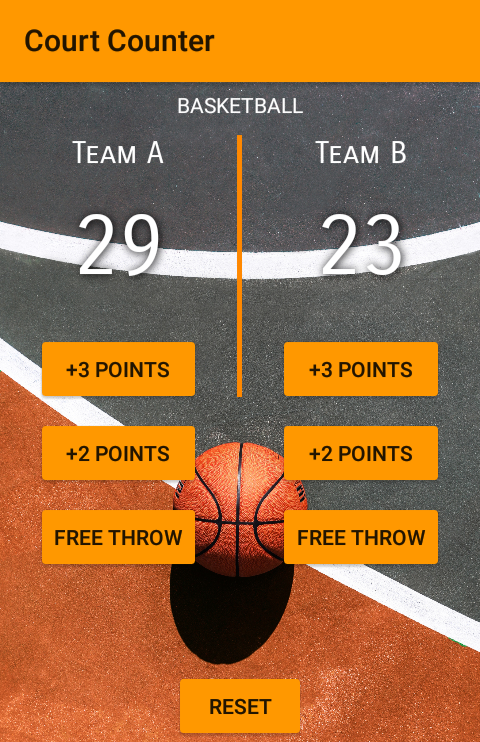 Court Counter
BASKETBALL
Team A
Team B
29
23
+3 POINTS
+3 POINTS
+2 POINTS
+2 POINTS
FREE THROW
FREE THROW
RESET